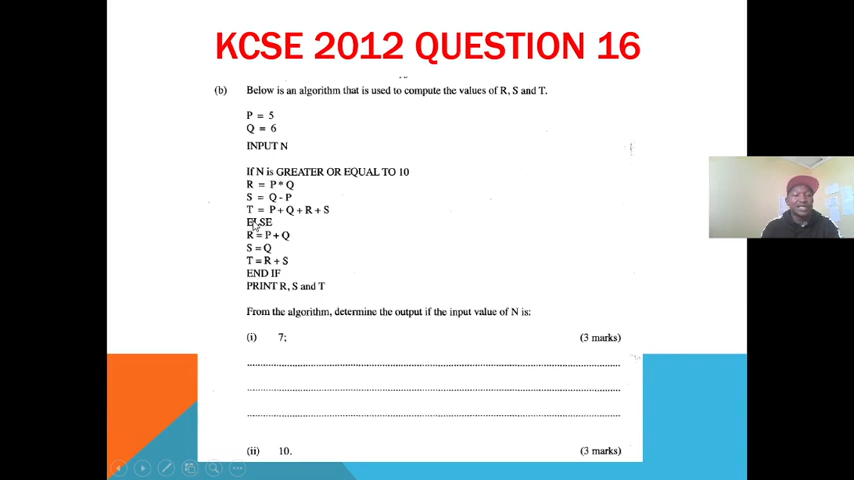 KCSE 2012 QUESTION 16
(b) Below is an algorithm that is used to compute the values of R, S and T.
P = 5
Q = 6
INPUT N
If N is GREATER OR EQUAL TO 10
R = P * Q
S = Q - P
T = P + Q + R + S
ELSE
R = P + Q
S = Q
T = R + S
END IF
PRINT R, S and T
From the algorithm, determine the output if the input value of N is:
(i) 7; (3 marks)
(ii) 10. (3 marks)